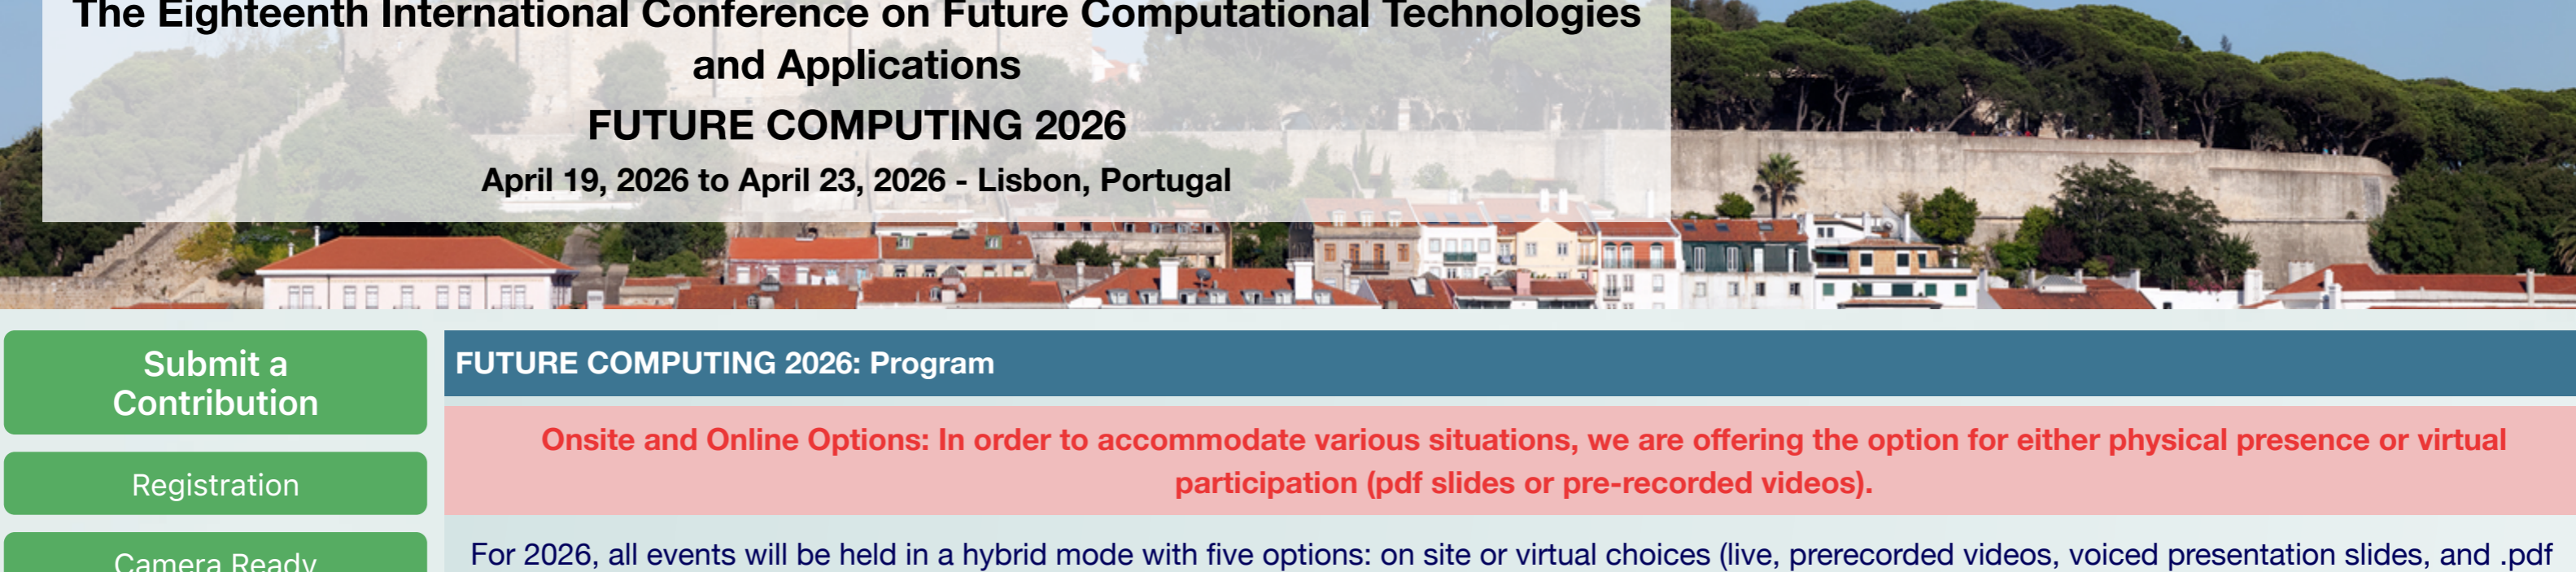 The Eighteenth International Conference on Future Computational Technologies
and Applications
FUTURE COMPUTING 2026
April 19, 2026 to April 23, 2026 - Lisbon, Portugal
Submit a
Contribution
Registration
Camera Ready
FUTURE COMPUTING 2026: Program
Onsite and Online Options: In order to accommodate various situations, we are offering the option for either physical presence or virtual
participation (pdf slides or pre-recorded videos).
For 2026, all events will be held in a hybrid mode with five options: on site or virtual choices (live, prerecorded videos, voiced presentation slides, and .pdf